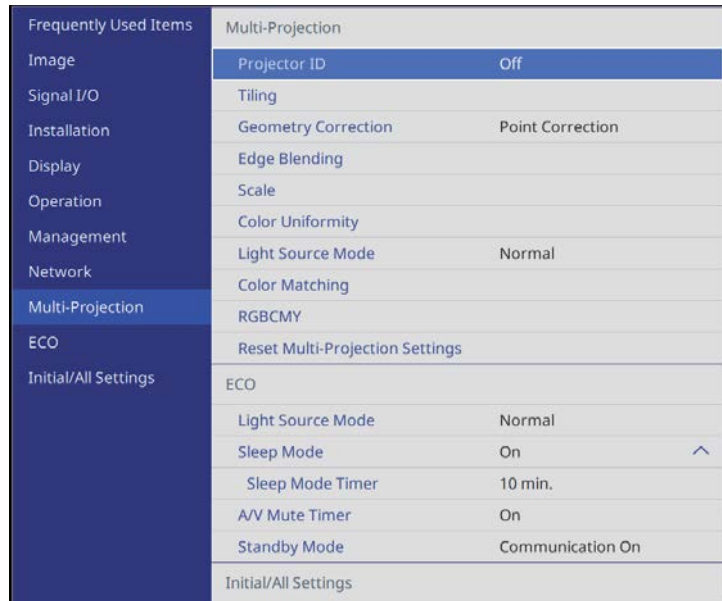 Frequently Used Items
Image
Signal I/O
Installation
Display
Operation
Management
Network
Multi-Projection
ECO
Initial/All Settings
Multi-Projection
Projector ID Off
Tiling
Geometry Correction Point Correction
Edge Blending
Scale
Color Uniformity
Light Source Mode Normal
Color Matching
RGBCMY
Reset Multi-Projection Settings
ECO
Light Source Mode Normal
Sleep Mode On
Sleep Mode Timer 10 min.
A/V Mute Timer On
Standby Mode Communication On
Initial/All Settings